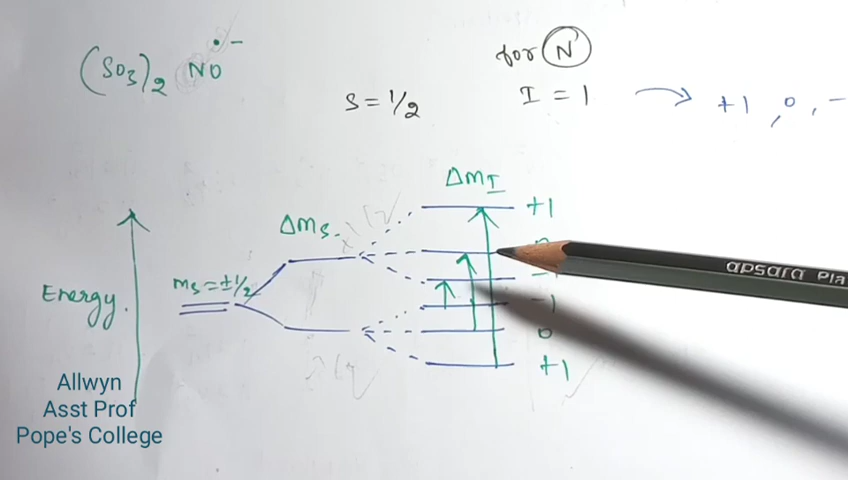 (SO₃)₂ NO•⁻
for N
S = 1/2
I = 1 → +1, 0, −
ΔmI
+1
Δms.
ms = ±1/2
Energy.
−1
0
+1
apsara Pla
Allwyn
Asst Prof
Pope's College